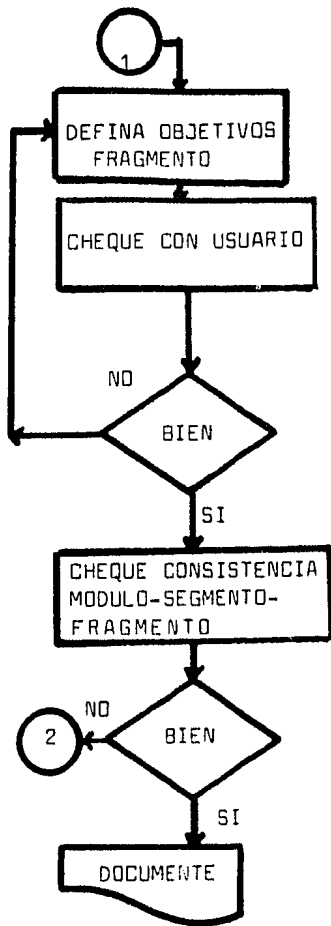 1
DEFINA OBJETIVOS
FRAGMENTO
CHEQUE CON USUARIO
NO
BIEN
SI
CHEQUE CONSISTENCIA
MODULO-SEGMENTO-
FRAGMENTO
NO
2
BIEN
SI
DOCUMENTE